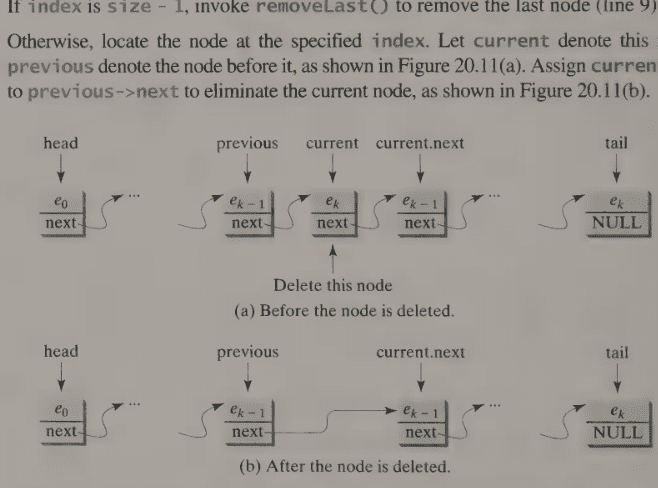 If index is size - 1, invoke removeLast() to remove the last node (line 9)
Otherwise, locate the node at the specified index. Let current denote this
previous denote the node before it, as shown in Figure 20.11(a). Assign curren
to previous->next to eliminate the current node, as shown in Figure 20.11(b).
head previous current current.next tail
e0 ... ek-1 ek ek-1 ... ek
next next next next NULL
Delete this node
(a) Before the node is deleted.
head previous current.next tail
e0 ... ek-1 ek-1 ... ek
next next next NULL
(b) After the node is deleted.